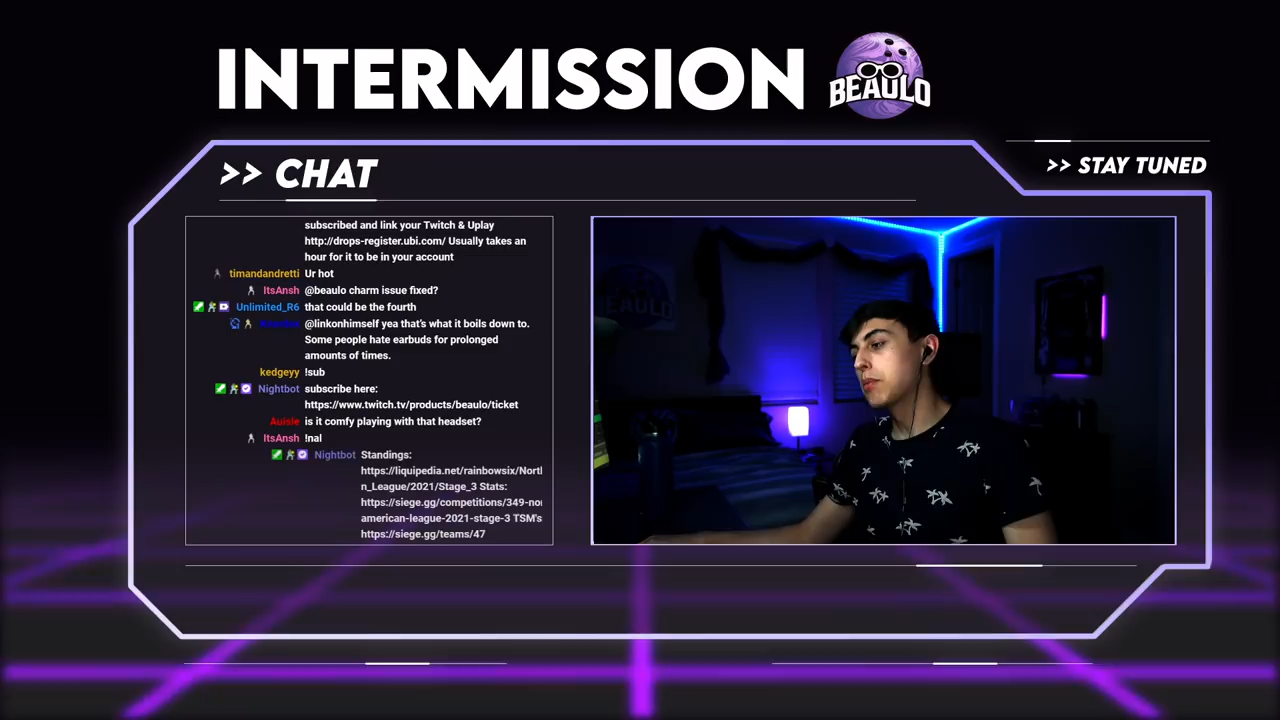 INTERMISSION
BEAULO
>> CHAT
>> STAY TUNED
subscribed and link your Twitch & Uplay
http://drops-register.ubi.com/ Usually takes an
hour for it to be in your account
timandandretti Ur hot
ItsAnsh @beaulo charm issue fixed?
Unlimited_R6 that could be the fourth
@linkonhimself yea that's what it boils down to.
Some people hate earbuds for prolonged
amounts of times.
kedgeyy !sub
Nightbot subscribe here:
https://www.twitch.tv/products/beaulo/ticket
Auisle is it comfy playing with that headset?
ItsAnsh !nal
Nightbot Standings:
https://liquipedia.net/rainbowsix/Nort
n_League/2021/Stage_3 Stats:
https://siege.gg/competitions/349-no
american-league-2021-stage-3 TSM's
https://siege.gg/teams/47
BEAULO